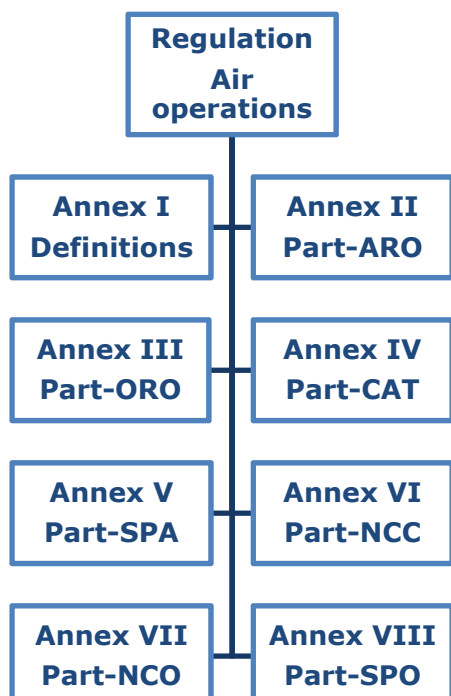 Regulation
Air
operations
Annex I
Definitions
Annex II
Part-ARO
Annex III
Part-ORO
Annex IV
Part-CAT
Annex V
Part-SPA
Annex VI
Part-NCC
Annex VII
Part-NCO
Annex VIII
Part-SPO